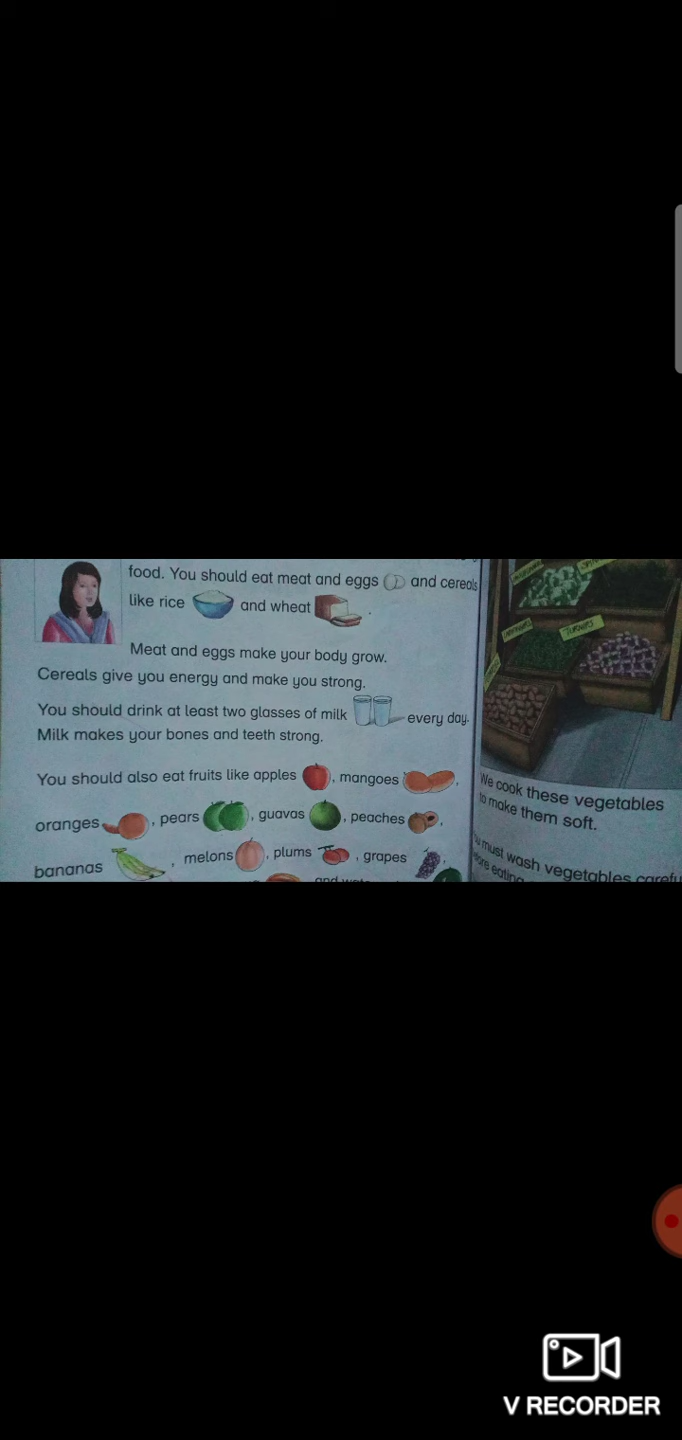 food. You should eat meat and eggs and cereals
like rice and wheat .
Meat and eggs make your body grow.
Cereals give you energy and make you strong.
You should drink at least two glasses of milk every day.
Milk makes your bones and teeth strong.
You should also eat fruits like apples , mangoes ,
oranges , pears , guavas , peaches ,
bananas , melons , plums , grapes ,
and
TURNIPS
We cook these vegetables
to make them soft.
must wash vegetables
eating
V RECORDER